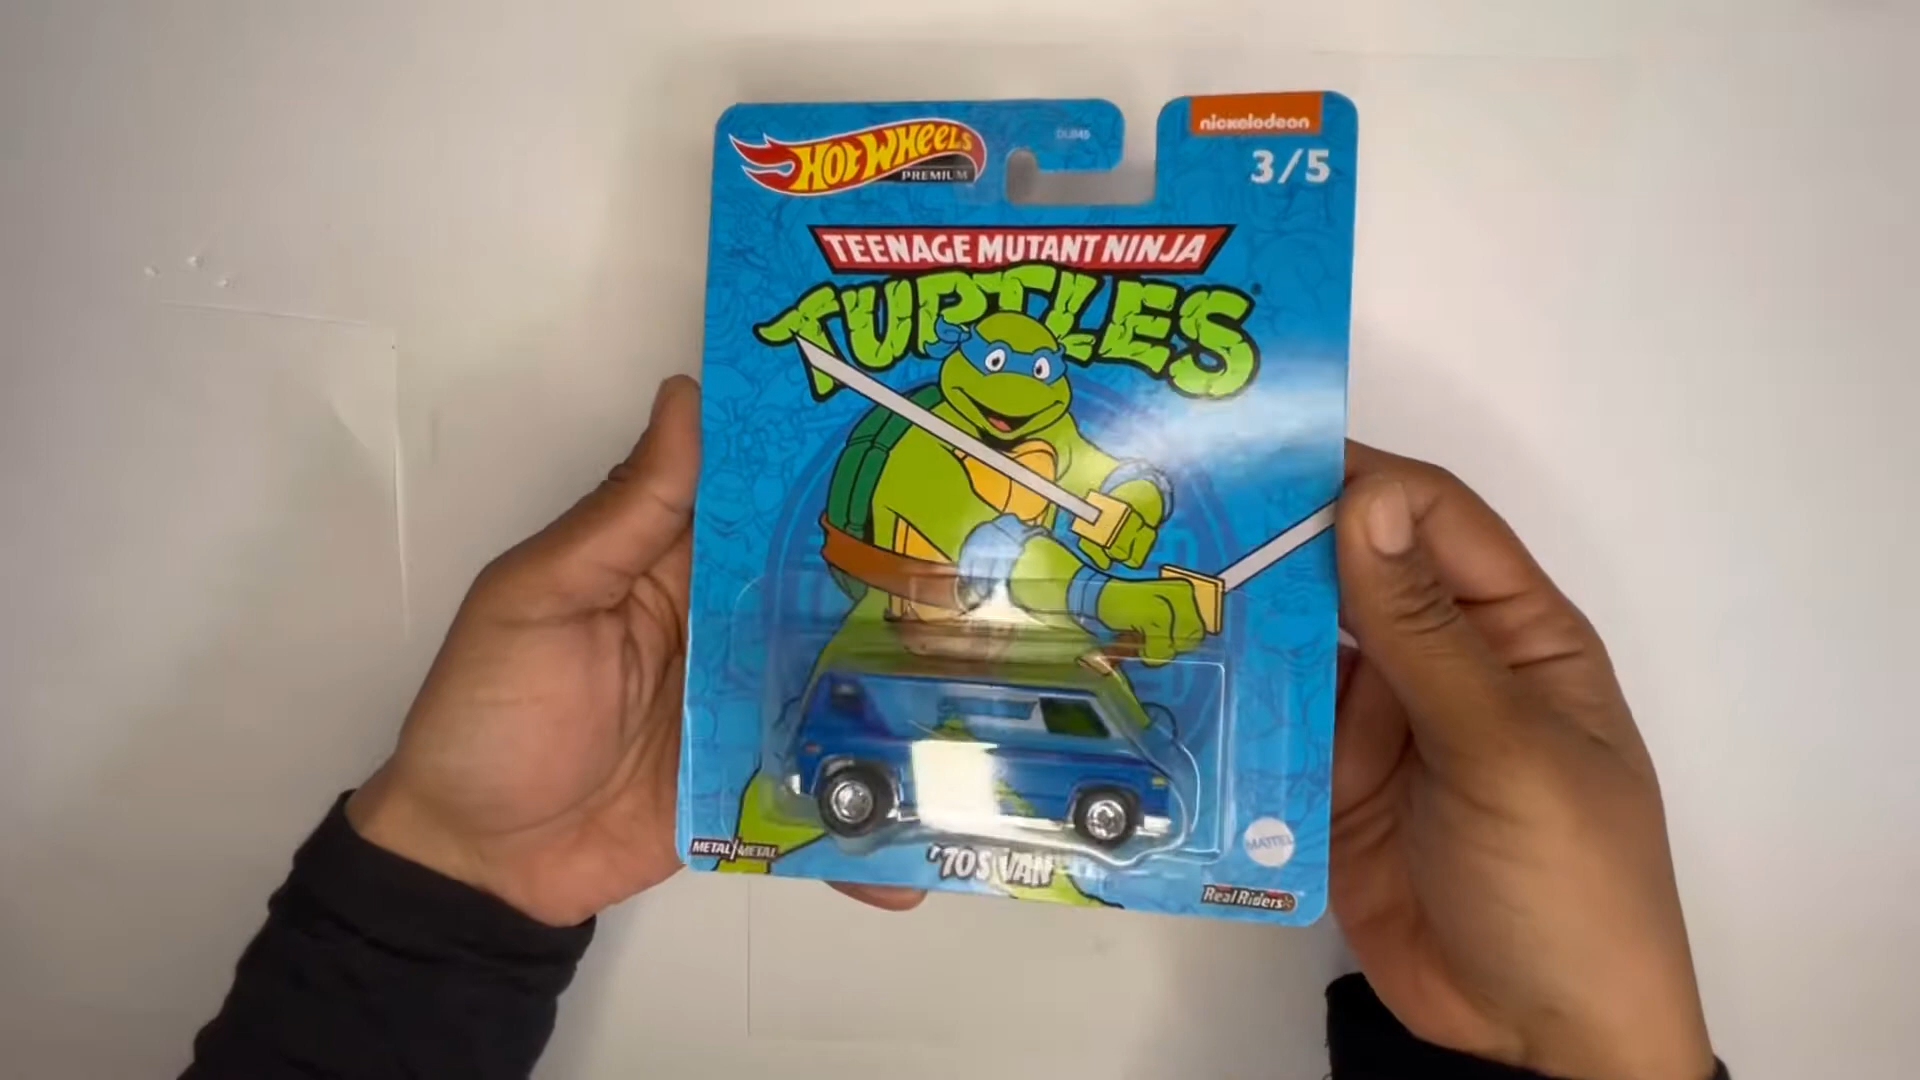 HOT WHEELS
PREMIUM
nickelodeon
3/5
TEENAGE MUTANT NINJA
TURTLES
METAL/METAL
'70S VAN
MATTEL
Real Riders